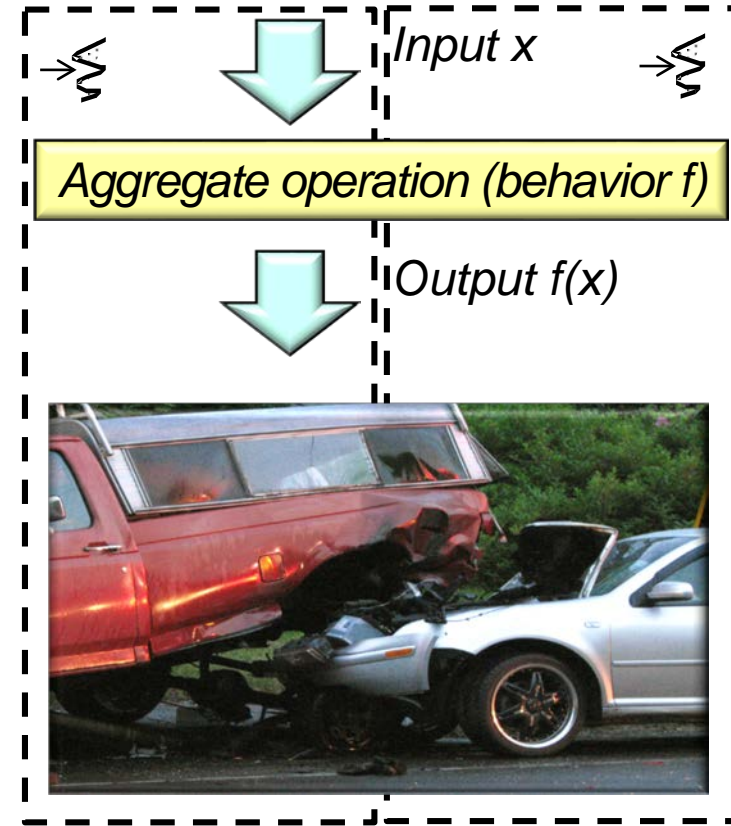 Input x
Aggregate operation (behavior f)
Output f(x)